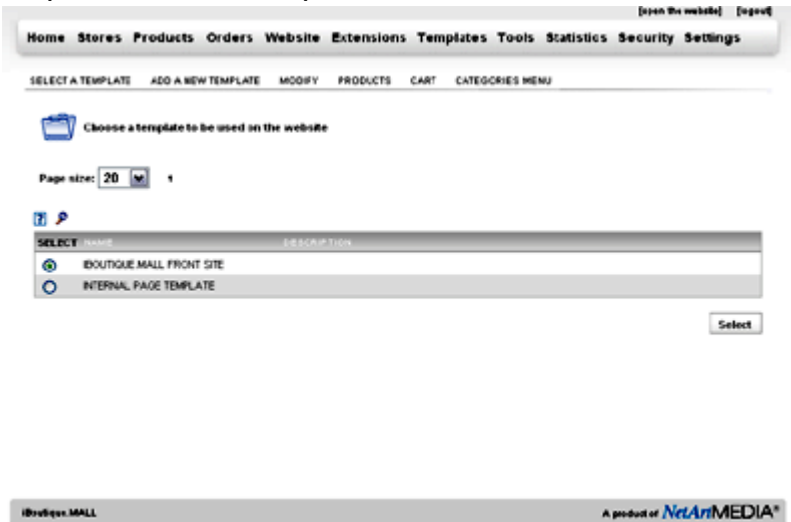 [open the website] [logout]
Home Stores Products Orders Website Extensions Templates Tools Statistics Security Settings
SELECT A TEMPLATE ADD A NEW TEMPLATE MODIFY PRODUCTS CART CATEGORIES MENU
Choose a template to be used on the website
Page size: 20 1
SELECT NAME DESCRIPTION
IBOUTIQUE.MALL FRONT SITE
INTERNAL PAGE TEMPLATE
Select
iBoutique.MALL A product of NetArtMEDIA®